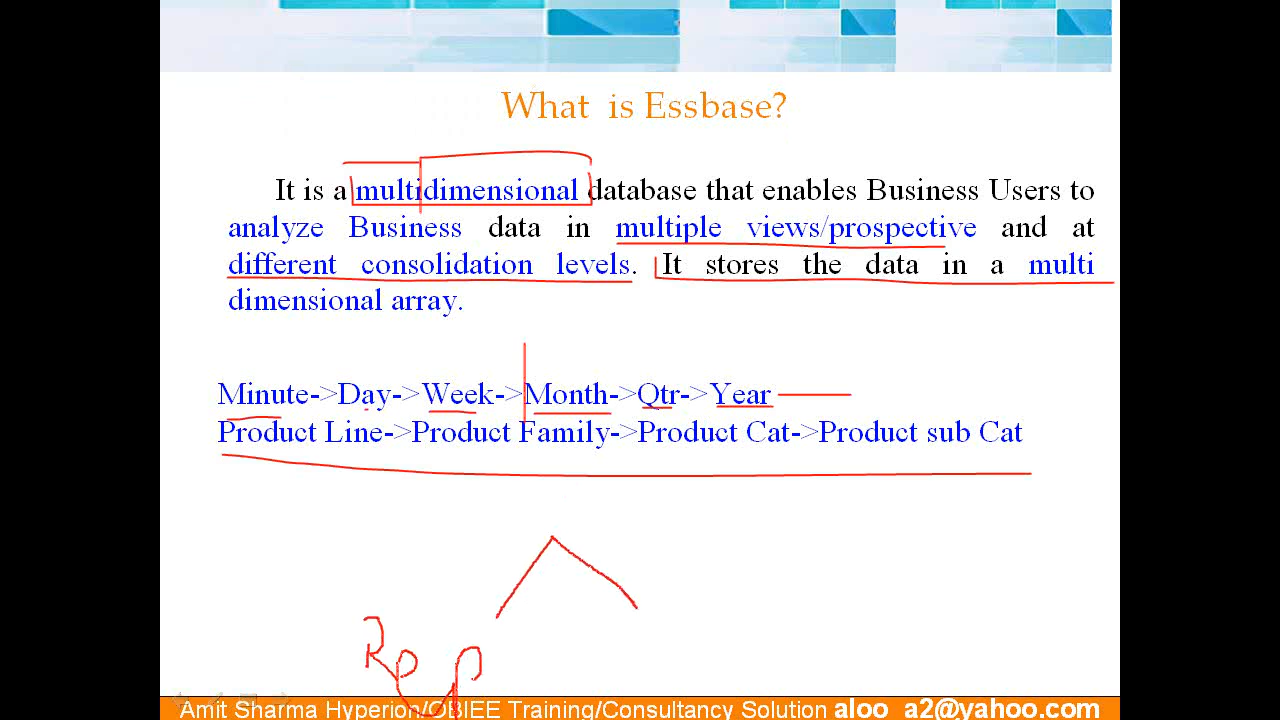 What is Essbase?
It is a multidimensional database that enables Business Users to
analyze Business data in multiple views/prospective and at
different consolidation levels. It stores the data in a multi
dimensional array.
Minute->Day->Week->Month->Qtr->Year
Product Line->Product Family->Product Cat->Product sub Cat
Amit Sharma Hyperion/OBIEE Training/Consultancy Solution aloo_a2@yahoo.com